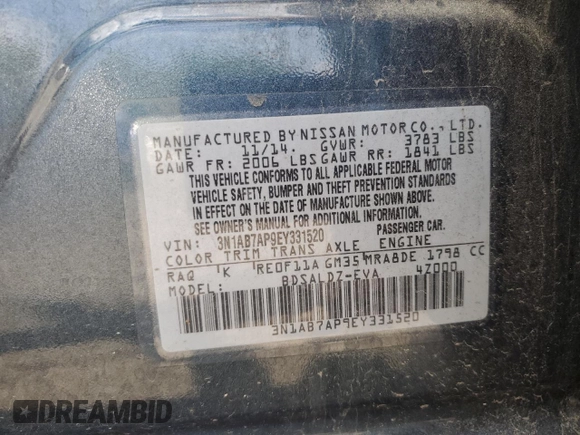 MANUFACTURED BY NISSAN MOTOR CO., LTD.
DATE: 11/14. GVWR: 3783 LBS
GAWR FR: 2006 LBS GAWR RR: 1841 LBS
THIS VEHICLE CONFORMS TO ALL APPLICABLE FEDERAL MOTOR
VEHICLE SAFETY, BUMPER AND THEFT PREVENTION STANDARDS
IN EFFECT ON THE DATE OF MANUFACTURE SHOWN ABOVE.
SEE OWNER'S MANUAL FOR ADDITIONAL INFORMATION.
VIN: 3N1AB7AP9EY331520 PASSENGER CAR.
COLOR TRIM TRANS AXLE ENGINE
RAQ K RE0F11A GM35 MRA8DE 1798 CC
MODEL: BDSALDZ-EVA 4Z000
3N1AB7AP9EY331520
DREAMBID